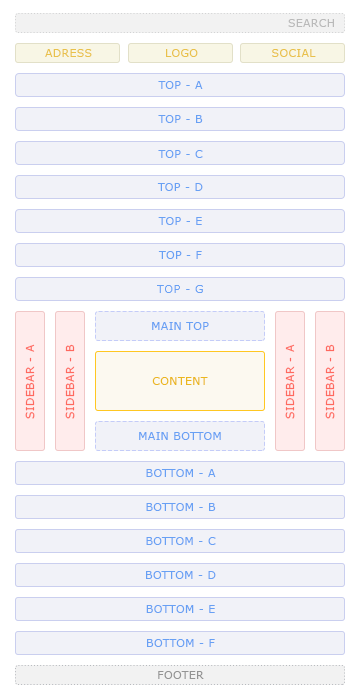 SEARCH
ADRESS LOGO SOCIAL
TOP - A
TOP - B
TOP - C
TOP - D
TOP - E
TOP - F
TOP - G
SIDEBAR - A
SIDEBAR - B
MAIN TOP
CONTENT
MAIN BOTTOM
SIDEBAR - A
SIDEBAR - B
BOTTOM - A
BOTTOM - B
BOTTOM - C
BOTTOM - D
BOTTOM - E
BOTTOM - F
FOOTER